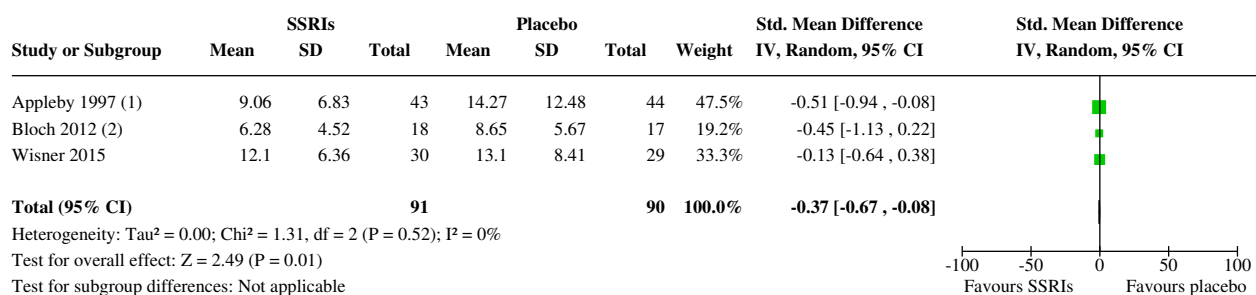 SSRIs Placebo Std. Mean Difference Std. Mean Difference
Study or Subgroup Mean SD Total Mean SD Total Weight IV, Random, 95% CI IV, Random, 95% CI
Appleby 1997 (1) 9.06 6.83 43 14.27 12.48 44 47.5% -0.51 [-0.94 , -0.08]
Bloch 2012 (2) 6.28 4.52 18 8.65 5.67 17 19.2% -0.45 [-1.13 , 0.22]
Wisner 2015 12.1 6.36 30 13.1 8.41 29 33.3% -0.13 [-0.64 , 0.38]
Total (95% CI) 91 90 100.0% -0.37 [-0.67 , -0.08]
Heterogeneity: Tau² = 0.00; Chi² = 1.31, df = 2 (P = 0.52); I² = 0%
Test for overall effect: Z = 2.49 (P = 0.01)
-100 -50 0 50 100
Test for subgroup differences: Not applicable Favours SSRIs Favours placebo